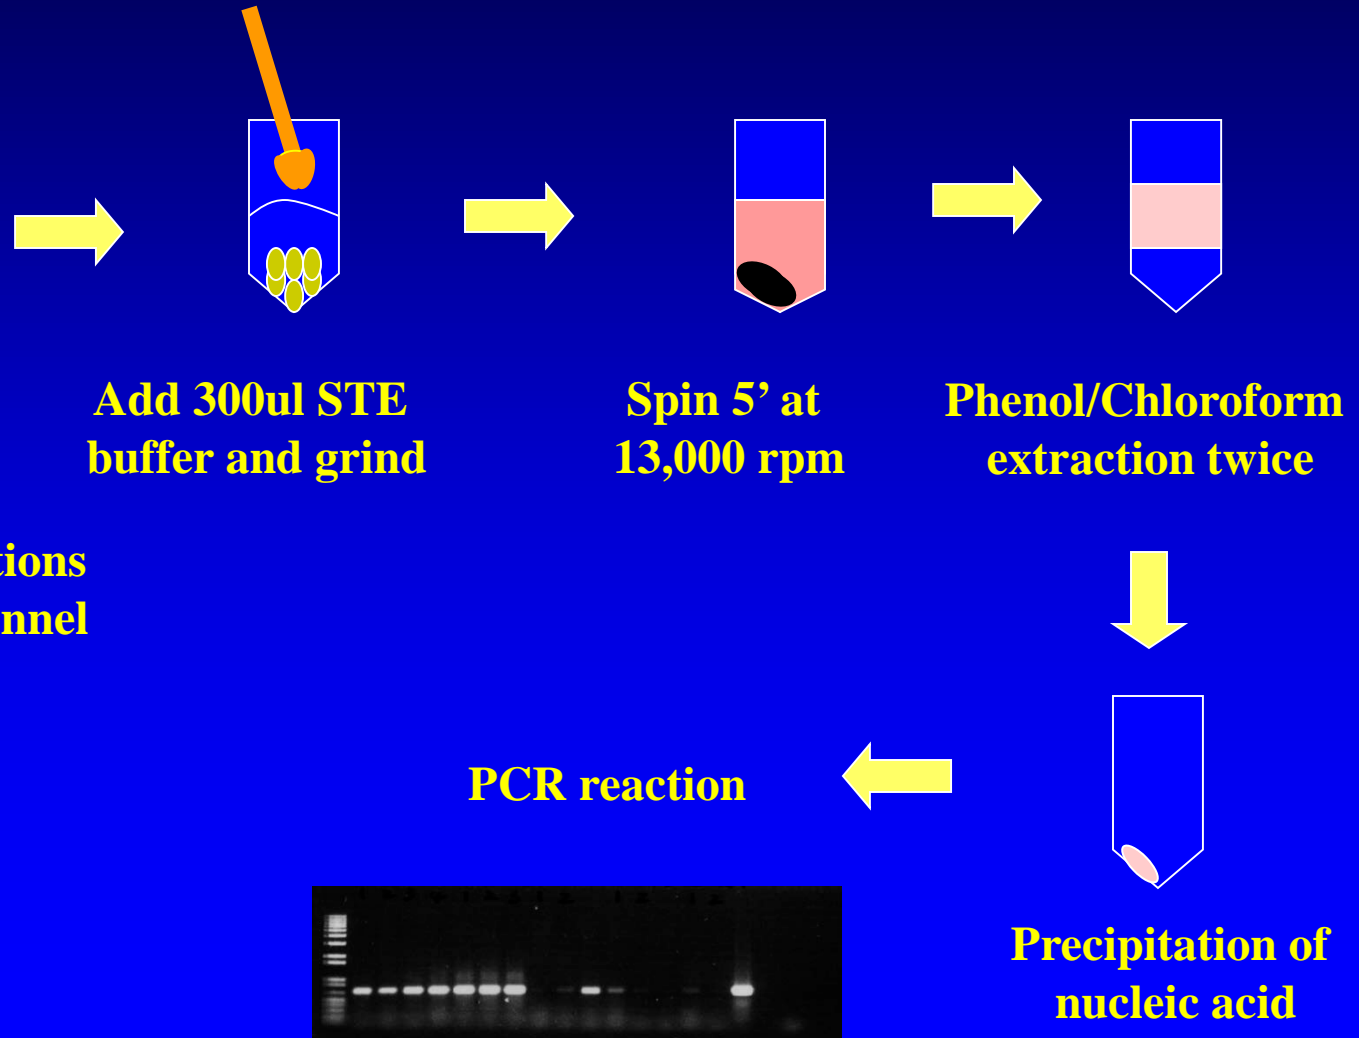 Add 300ul STE
buffer and grind
Spin 5’ at
13,000 rpm
Phenol/Chloroform
extraction twice
tions
nnel
PCR reaction
Precipitation of
nucleic acid